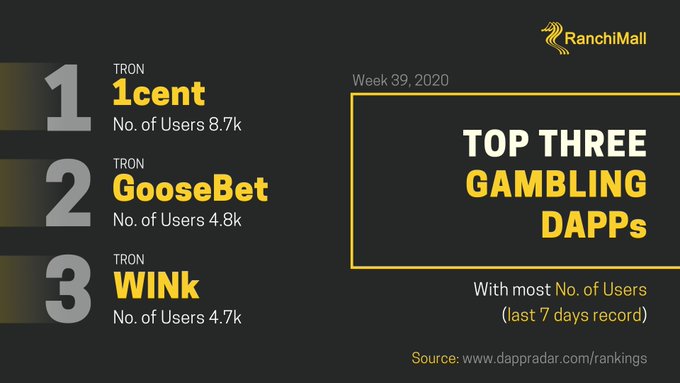 RanchiMall
1
TRON
1cent
No. of Users 8.7k
2
TRON
GooseBet
No. of Users 4.8k
3
TRON
WINk
No. of Users 4.7k
Week 39, 2020
TOP THREE
GAMBLING
DAPPs
With most No. of Users
(last 7 days record)
Source: www.dappradar.com/rankings